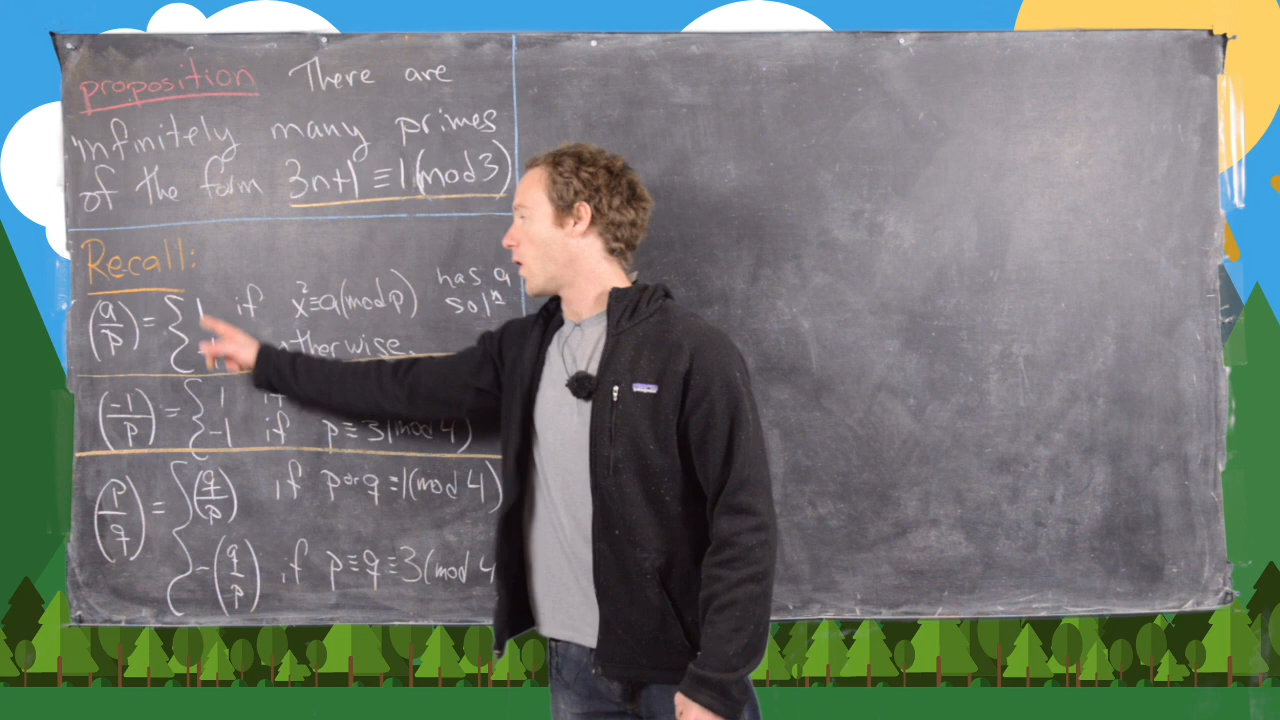 proposition There are
infinitely many primes
of the form 3n+1 ≡ 1(mod 3)
Recall:
(a/p) = { 1 if x² ≡ a(mod p) has a solⁿ
otherwise.
(-1/p) = { 1
-1 if p ≡ 3(mod 4)
(p/q) = { (q/p) if p or q ≡ 1(mod 4)
-(q/p) if p ≡ q ≡ 3(mod 4